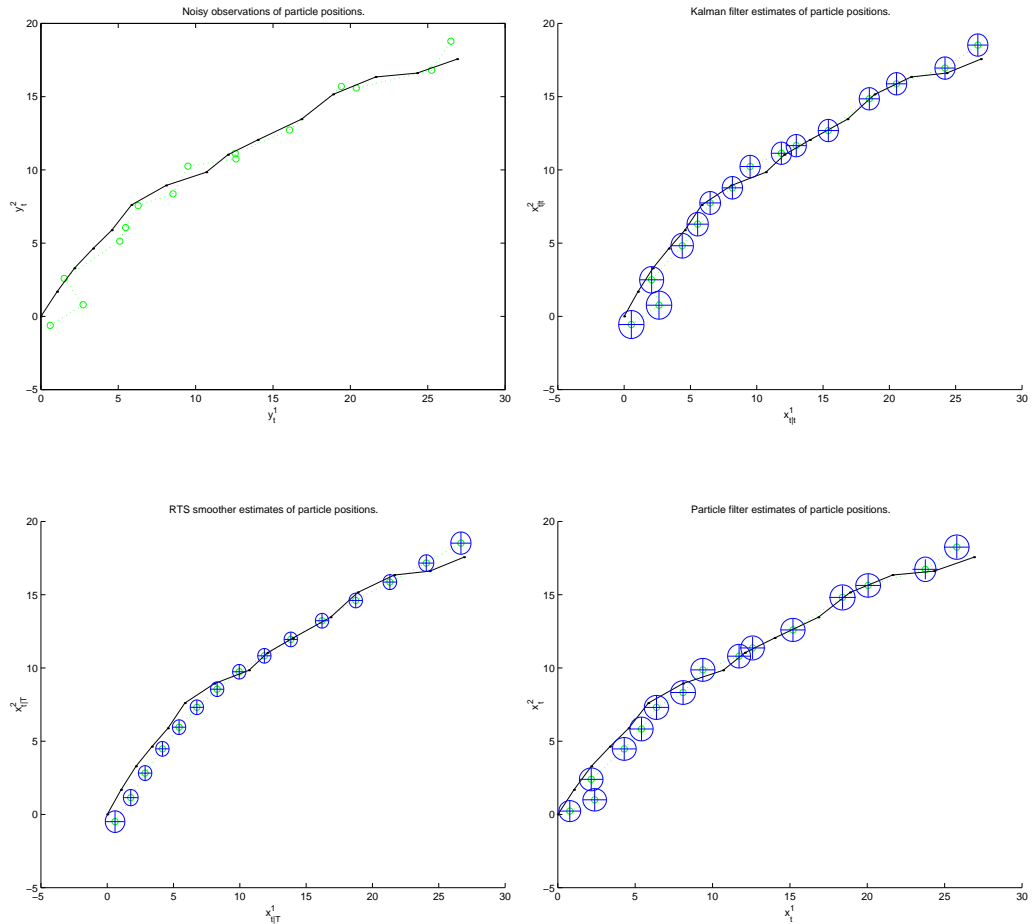 Noisy observations of particle positions.
20
15
10
5
0
−5
0 5 10 15 20 25 30
y_t^2
y_t^1
Kalman filter estimates of particle positions.
20
15
10
5
0
−5
−5 0 5 10 15 20 25 30
x_{t|t}^2
x_{t|t}^1
RTS smoother estimates of particle positions.
20
15
10
5
0
−5
−5 0 5 10 15 20 25 30
x_{t|T}^2
x_{t|T}^1
Particle filter estimates of particle positions.
20
15
10
5
0
−5
0 5 10 15 20 25 30
x_t^2
x_t^1